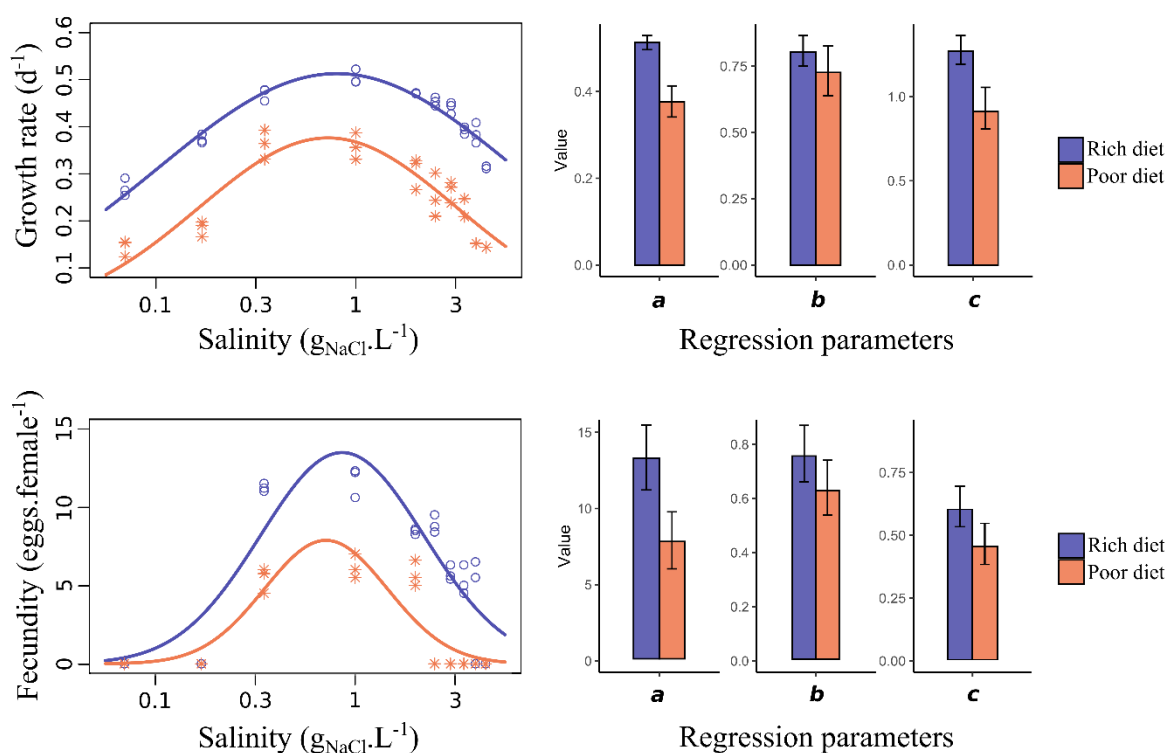 Growth rate (d-1)
0.6
0.5
0.4
0.3
0.2
0.1
0.1 0.3 1 3
Salinity (gNaCl.L-1)
Value
0.4
0.2
0.0
a
0.75
0.50
0.25
0.00
b
1.0
0.5
0.0
c
Regression parameters
Rich diet
Poor diet
Fecundity (eggs.female-1)
15
10
5
0
0.1 0.3 1 3
Salinity (gNaCl.L-1)
Value
15
10
5
0
a
0.8
0.6
0.4
0.2
0.0
b
0.75
0.50
0.25
0.00
c
Regression parameters
Rich diet
Poor diet